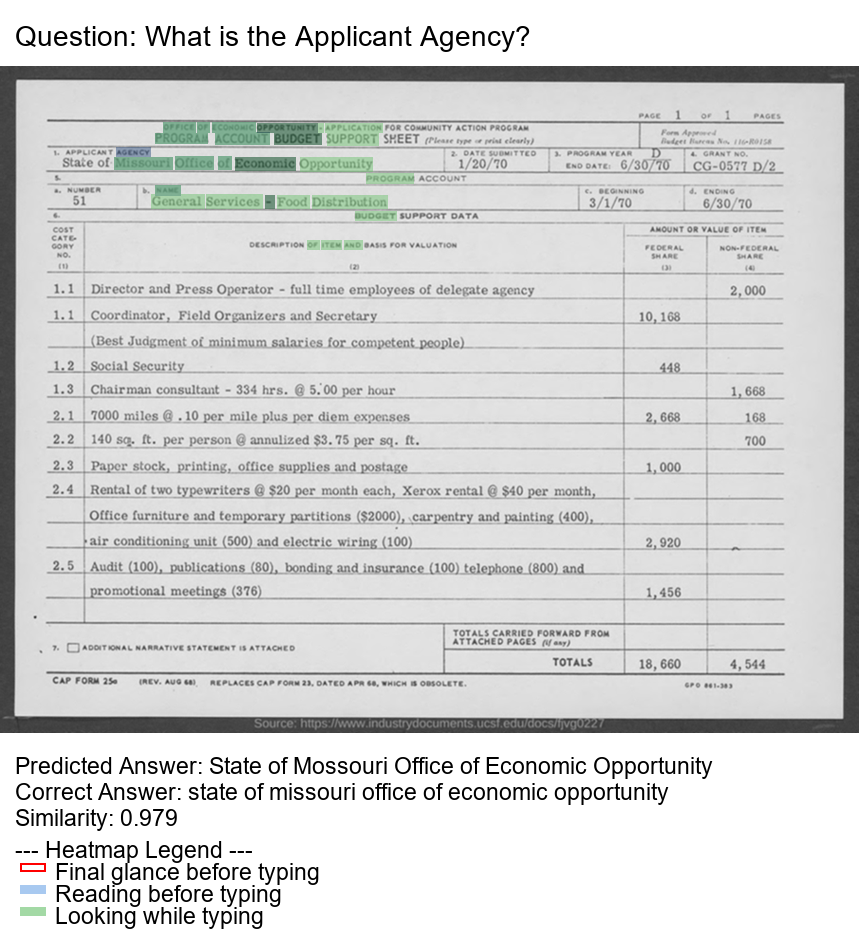 Question: What is the Applicant Agency?
PAGE 1 OF 1 PAGES
OFFICE OF ECONOMIC OPPORTUNITY - APPLICATION FOR COMMUNITY ACTION PROGRAM
PROGRAM ACCOUNT BUDGET SUPPORT SHEET (Please type or print clearly)
Form Approved
Budget Bureau No. 116-R0158
1. APPLICANT AGENCY
State of Missouri Office of Economic Opportunity
2. DATE SUBMITTED
1/20/70
3. PROGRAM YEAR D
END DATE: 6/30/70
4. GRANT NO.
CG-0577 D/2
5. PROGRAM ACCOUNT
a. NUMBER
51
b. NAME
General Services - Food Distribution
c. BEGINNING
3/1/70
d. ENDING
6/30/70
6. BUDGET SUPPORT DATA
COST CATE- GORY NO. (1)
DESCRIPTION OF ITEM AND BASIS FOR VALUATION
(2)
AMOUNT OR VALUE OF ITEM
FEDERAL SHARE (3)
NON-FEDERAL SHARE (4)
1.1 Director and Press Operator - full time employees of delegate agency 2,000
1.1 Coordinator, Field Organizers and Secretary 10,168
(Best Judgment of minimum salaries for competent people)
1.2 Social Security 448
1.3 Chairman consultant - 334 hrs. @ 5.00 per hour 1,668
2.1 7000 miles @ .10 per mile plus per diem expenses 2,668 168
2.2 140 sq. ft. per person @ annulized $3.75 per sq. ft. 700
2.3 Paper stock, printing, office supplies and postage 1,000
2.4 Rental of two typewriters @ $20 per month each, Xerox rental @ $40 per month,
Office furniture and temporary partitions ($2000), carpentry and painting (400),
air conditioning unit (500) and electric wiring (100) 2,920
2.5 Audit (100), publications (80), bonding and insurance (100) telephone (800) and
promotional meetings (376) 1,456
7. ADDITIONAL NARRATIVE STATEMENT IS ATTACHED
TOTALS CARRIED FORWARD FROM
ATTACHED PAGES (if any)
TOTALS 18,660 4,544
CAP FORM 25a (REV. AUG 68) REPLACES CAP FORM 25, DATED APR 68, WHICH IS OBSOLETE.
GPO 861-383
Source: https://www.industrydocuments.ucsf.edu/docs/fjvg0227
Predicted Answer: State of Mossouri Office of Economic Opportunity
Correct Answer: state of missouri office of economic opportunity
Similarity: 0.979
--- Heatmap Legend ---
Final glance before typing
Reading before typing
Looking while typing